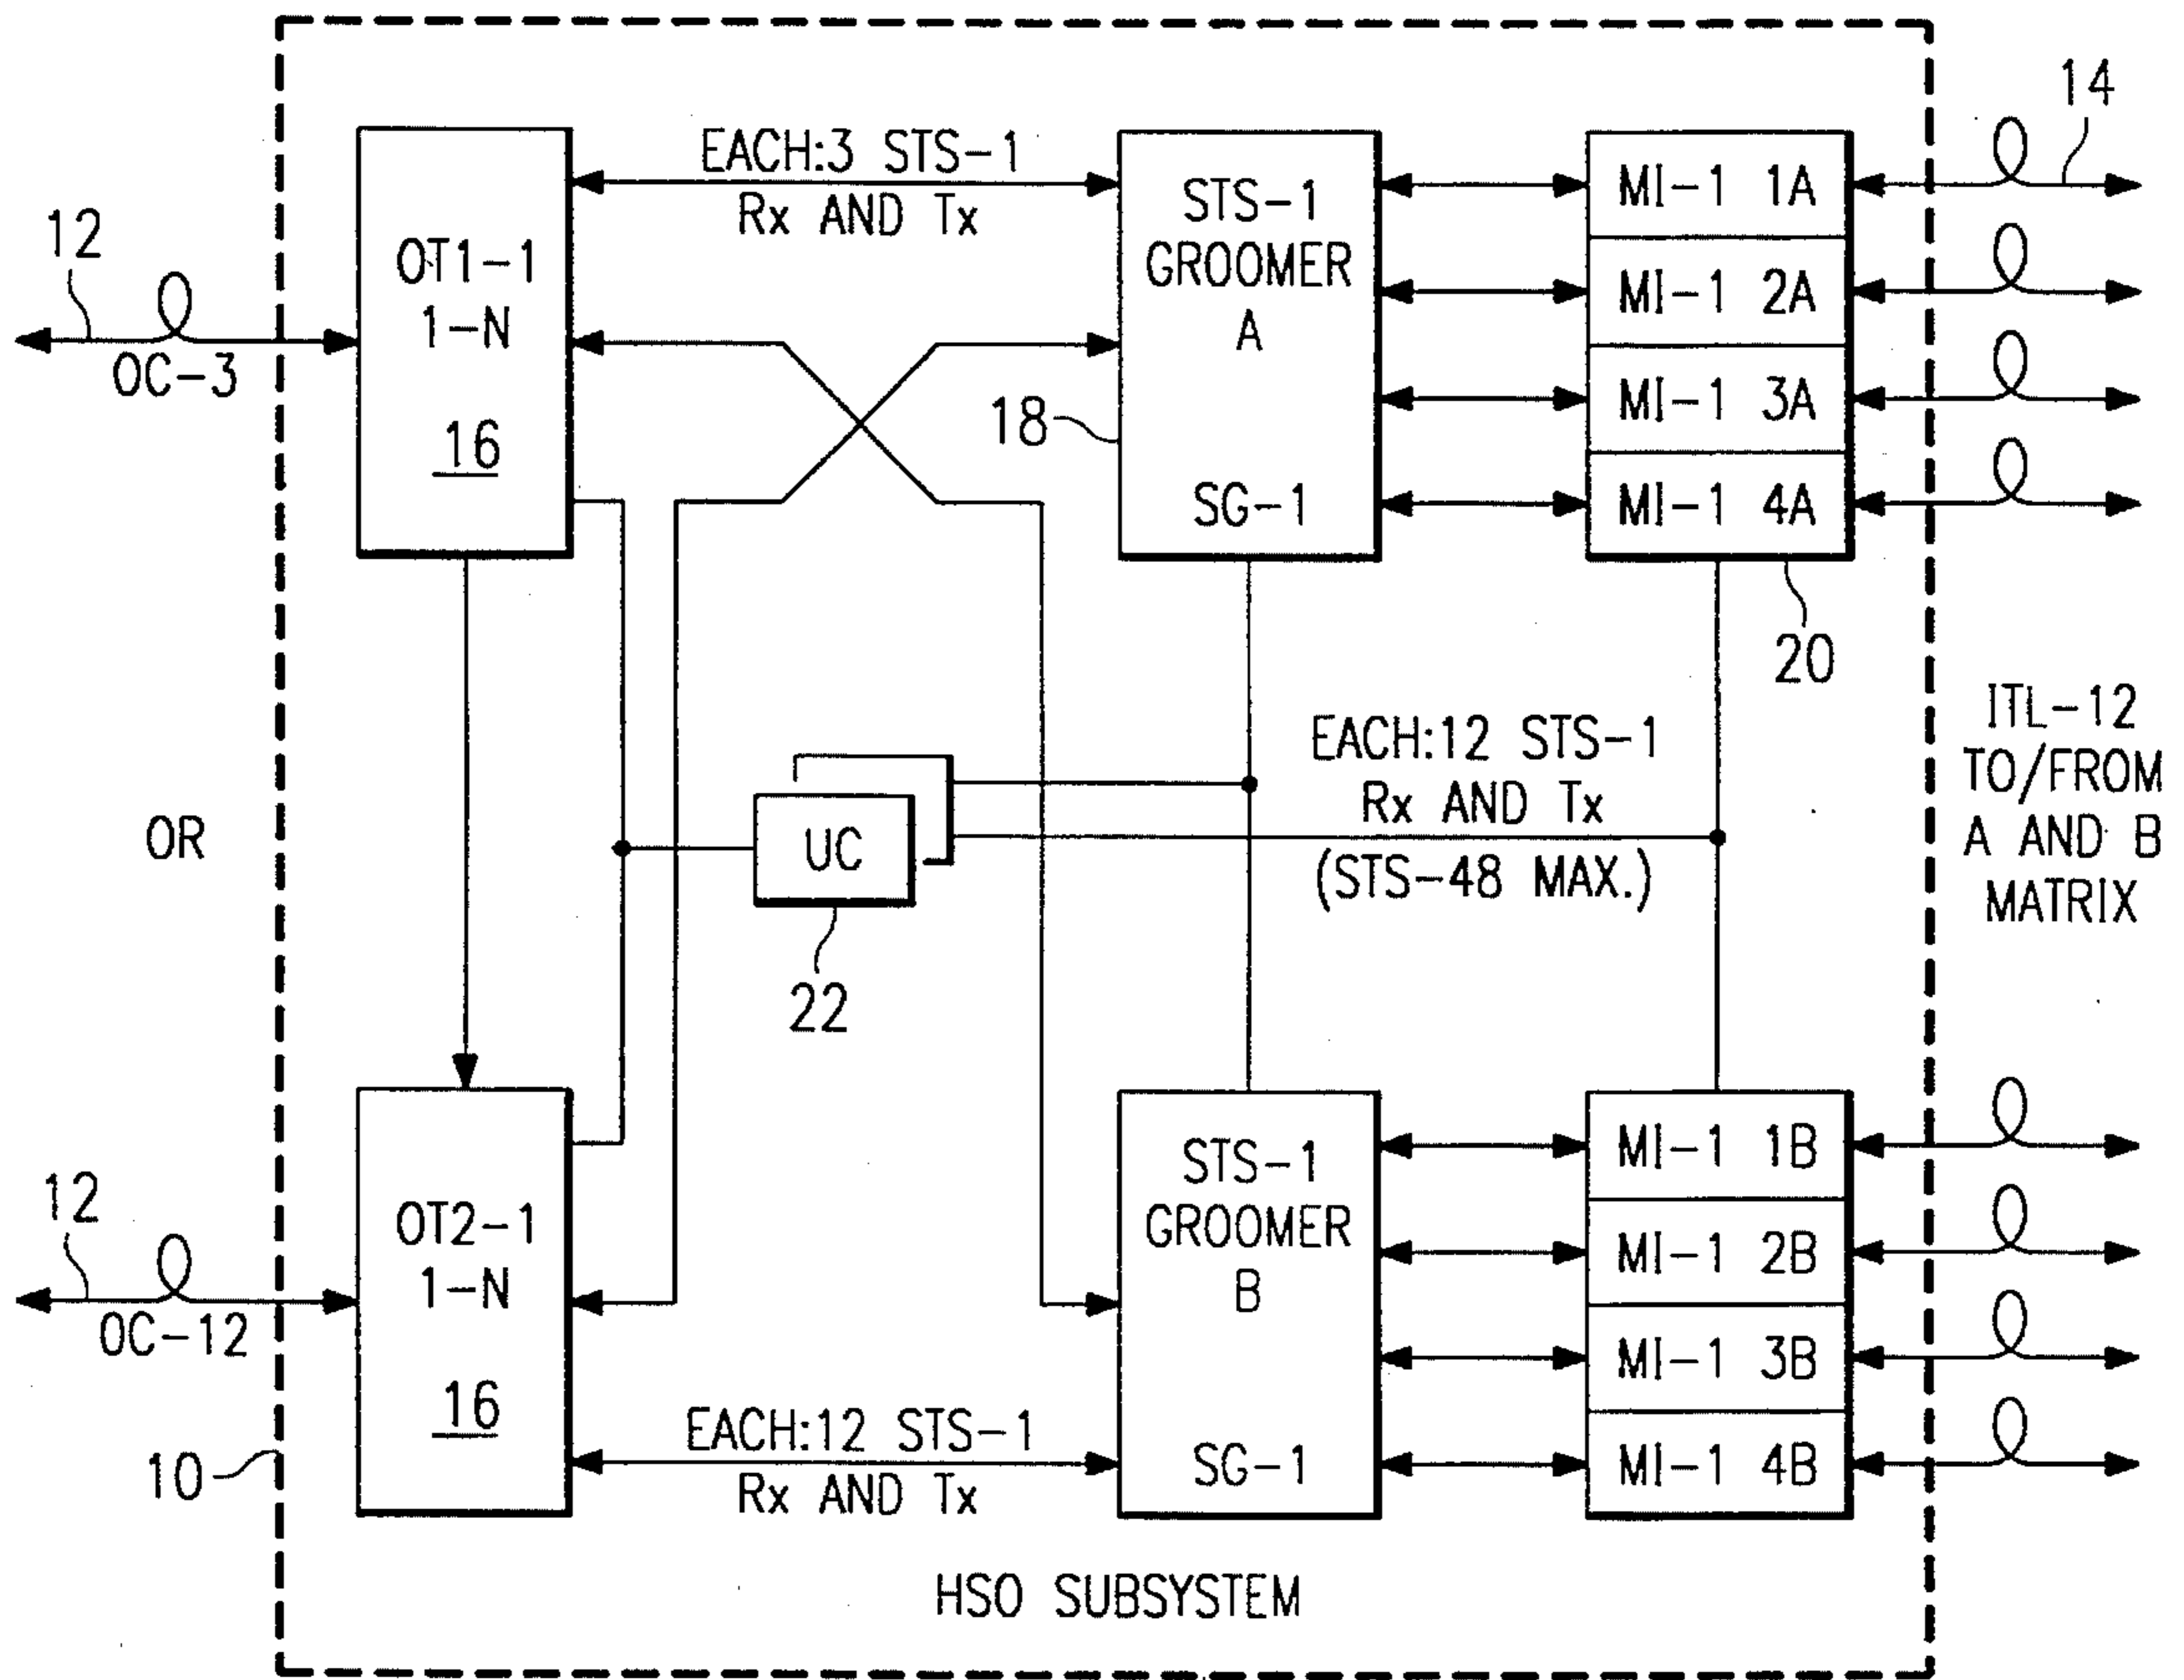 14
EACH:3 STS-1
Rx AND Tx
12
OC-3
OT1-1
1-N
16
18
STS-1
GROOMER
A
SG-1
MI-1 1A
MI-1 2A
MI-1 3A
MI-1 4A
20
OR
UC
22
EACH:12 STS-1
Rx AND Tx
(STS-48 MAX.)
ITL-12
TO/FROM
A AND B
MATRIX
12
OC-12
OT2-1
1-N
16
10
EACH:12 STS-1
Rx AND Tx
STS-1
GROOMER
B
SG-1
MI-1 1B
MI-1 2B
MI-1 3B
MI-1 4B
HSO SUBSYSTEM